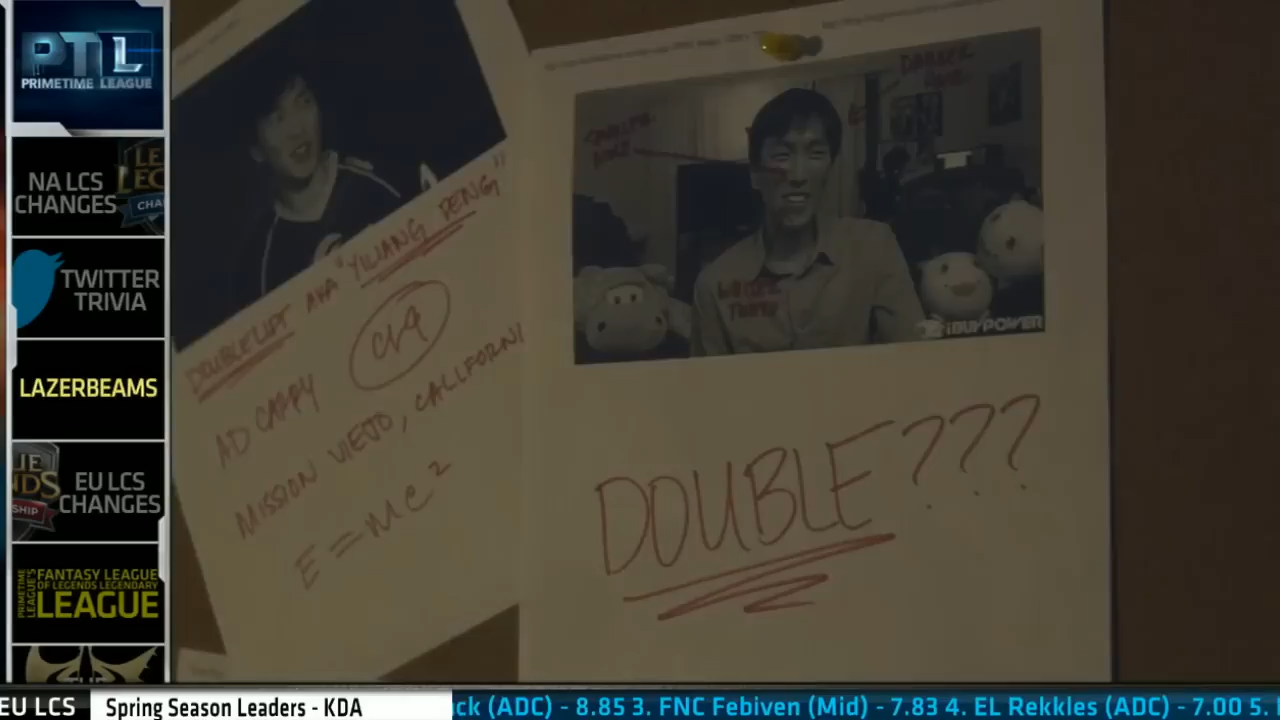 PTL
PRIMETIME LEAGUE
NA LCS
CHANGES
TWITTER
TRIVIA
LAZERBEAMS
EU LCS
CHANGES
PRIMETIME LEAGUE'S
FANTASY LEAGUE
OF LEGENDS LEGENDARY
LEAGUE
THE
DOUBLELIFT AKA "YILIANG PENG"
AD CARRY
CLG
MISSION VIEJO, CALIFORNI
E=MC²
iBUYPOWER
DOUBLE???
EU LCS
Spring Season Leaders - KDA
ck (ADC) - 8.85 3. FNC Febiven (Mid) - 7.83 4. EL Rekkles (ADC) - 7.00 5.